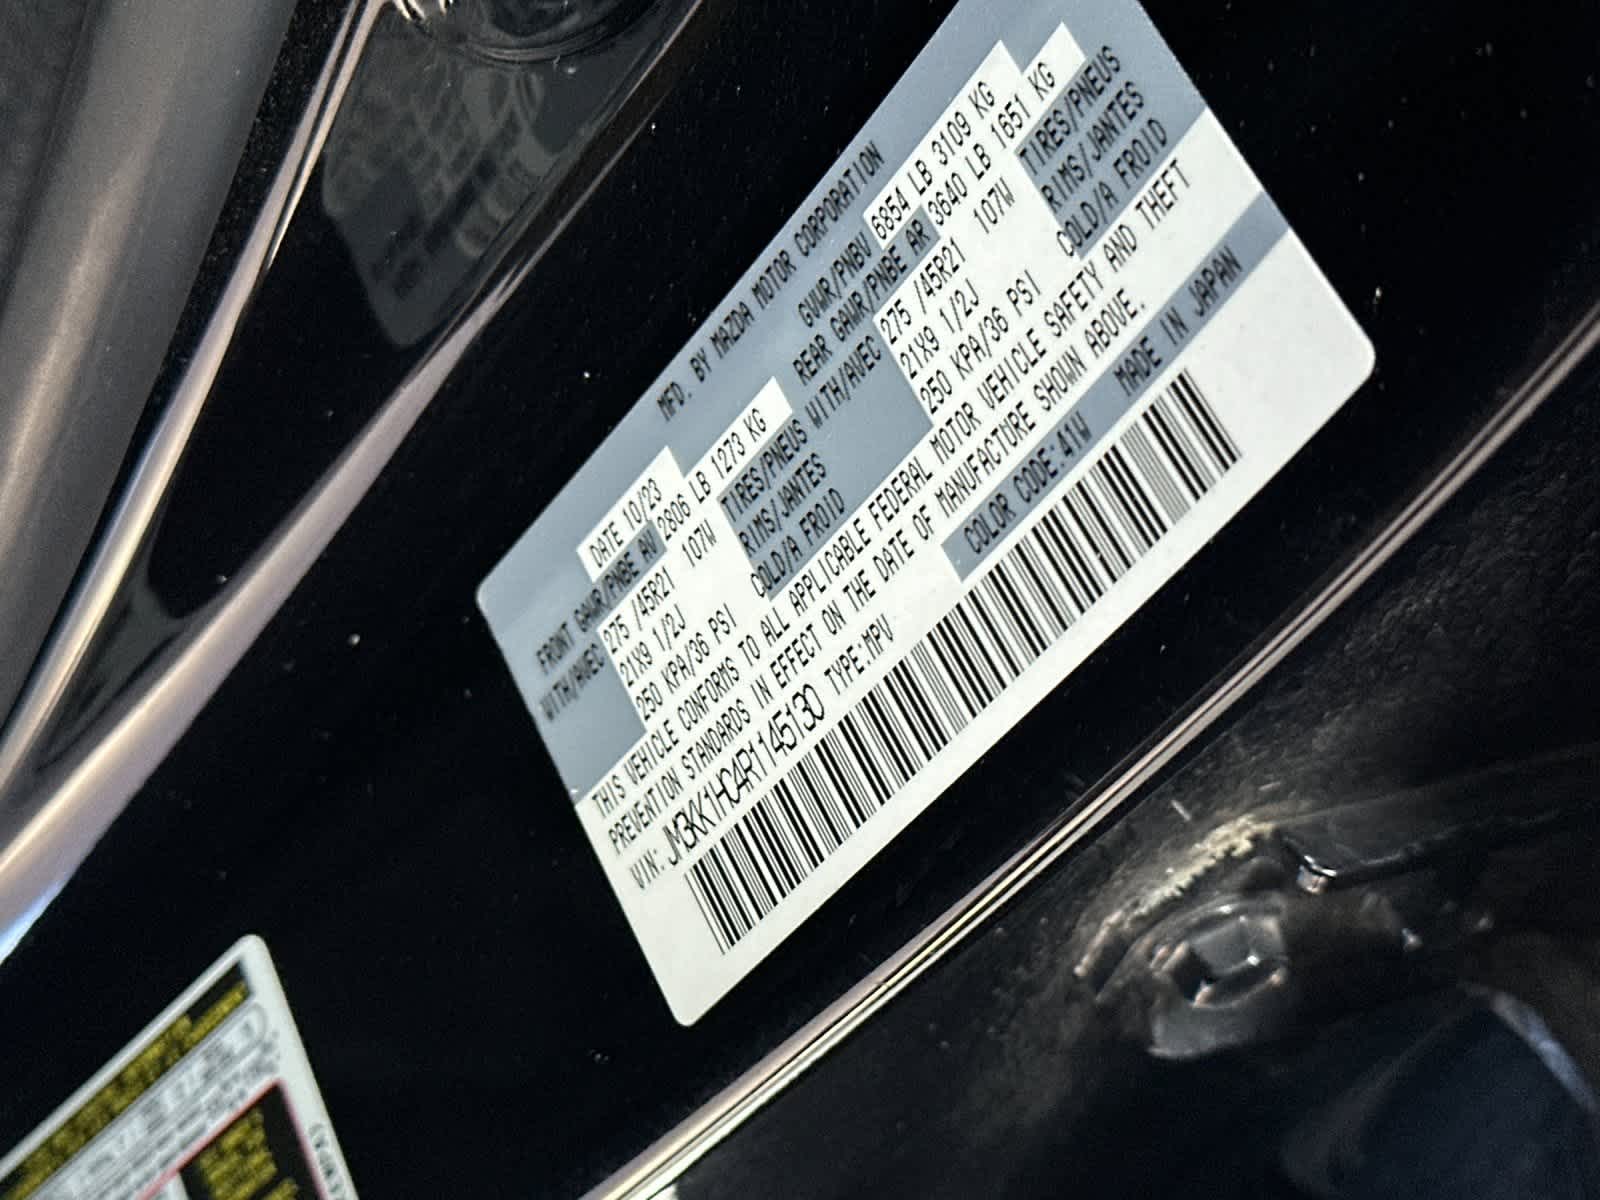 MFD. BY MAZDA MOTOR CORPORATION
DATE 10/23 GVWR/PNBV 6854 LB 3109 KG
FRONT GAWR/PNBE AV 2806 LB 1273 KG REAR GAWR/PNBE AR 3640 LB 1651 KG
WITH/AVEC 275 /45R21 107W TIRES/PNEUS WITH/AVEC 275 /45R21 107W TIRES/PNEUS
21X9 1/2J RIMS/JANTES 21X9 1/2J RIMS/JANTES
250 KPA/36 PSI COLD/A FROID 250 KPA/36 PSI COLD/A FROID
THIS VEHICLE CONFORMS TO ALL APPLICABLE FEDERAL MOTOR VEHICLE SAFETY AND THEFT
PREVENTION STANDARDS IN EFFECT ON THE DATE OF MANUFACTURE SHOWN ABOVE.
VIN: JM3KK1HC4R1145130 TYPE:MPV COLOR CODE:41W MADE IN JAPAN